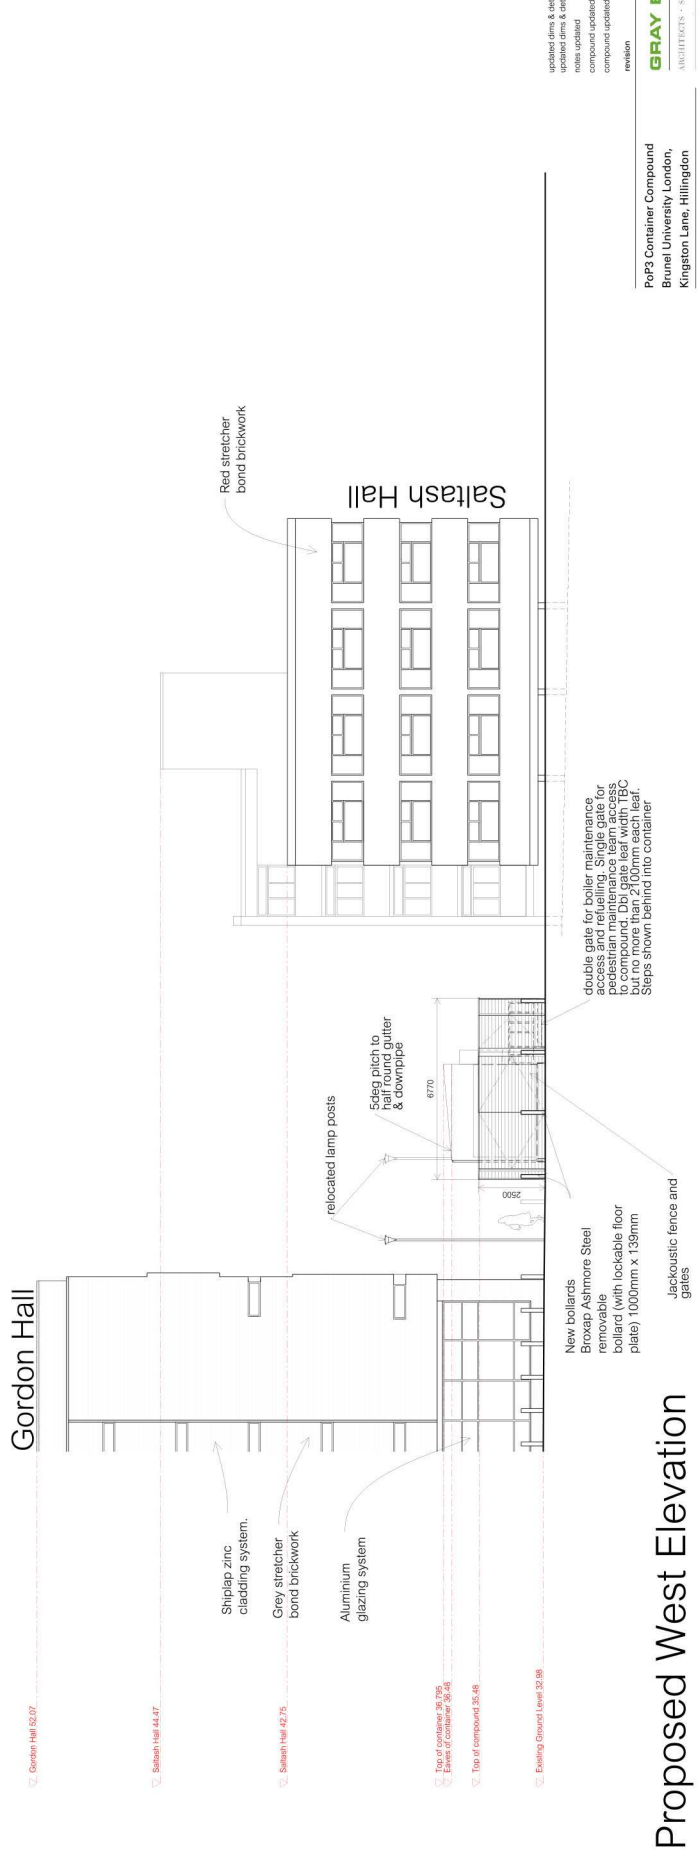 Gordon Hall
Gordon Hall 52.07
Saltash Hall 44.47
Saltash Hall 42.75
Top of container 36.795
Eaves of container 36.48
Top of compound 35.48
Existing Ground Level 32.98
Shiplap zinc
cladding system.
Grey stretcher
bond brickwork
Aluminium
glazing system
relocated lamp posts
5deg pitch to
half round gutter
& downpipe
6770
2500
Red stretcher
bond brickwork
Saltash Hall
New bollards
Broxap Ashmore Steel
removable
bollard (with lockable floor
plate) 1000mm x 139mm
Jackoustic fence and
gates
double gate for boiler maintenance
access and refuelling. Single gate for
pedestrian maintenance team access
to compound. Dbl gate leaf width TBC
but no more than 2100mm each leaf.
Steps shown behind into container
Proposed West Elevation
updated dims & det
updated dims & det
notes updated
compound updated
compound updated
revision
PoP3 Container Compound
Brunel University London,
Kingston Lane, Hillingdon
GRAY
ARCHITECTS · S